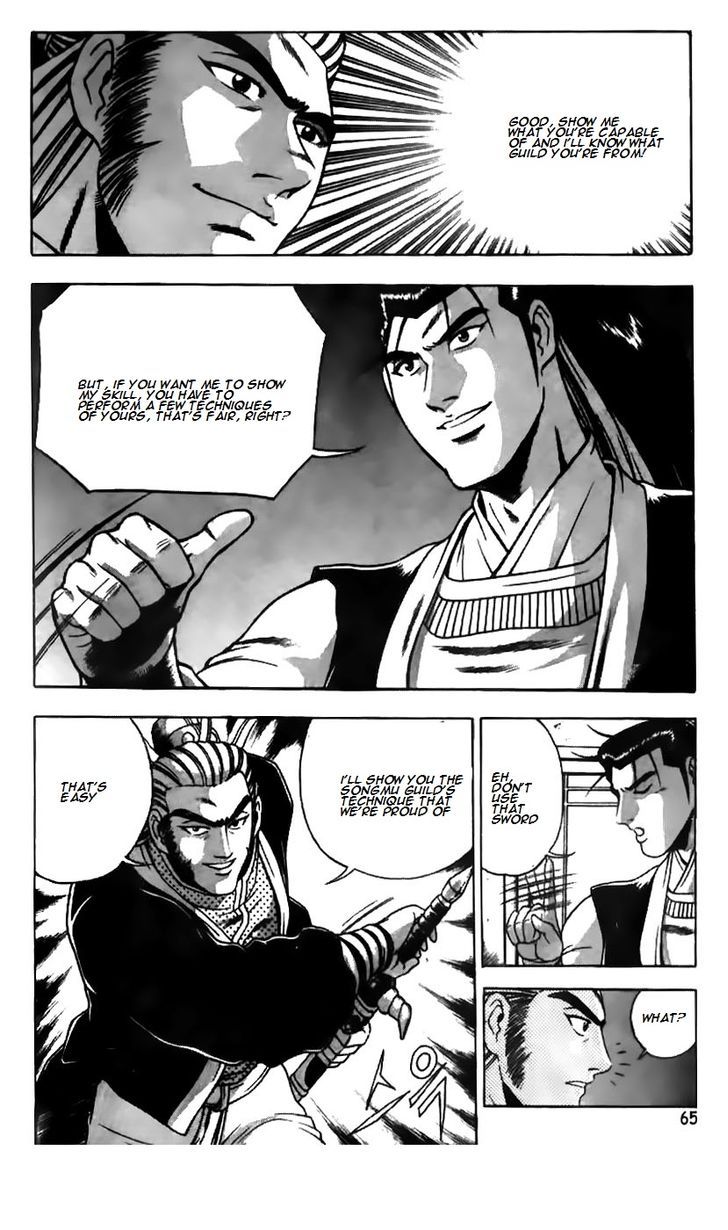 GOOD, SHOW ME
WHAT YOU'RE CAPABLE
OF AND I'LL KNOW WHAT
GUILD YOU'RE FROM!
BUT, IF YOU WANT ME TO SHOW
MY SKILL, YOU HAVE TO
PERFORM A FEW TECHNIQUES
OF YOURS, THAT'S FAIR, RIGHT?
THAT'S
EASY
I'LL SHOW YOU THE
SONGMU GUILD'S
TECHNIQUE THAT
WE'RE PROUD OF
EH,
DON'T
USE
THAT
SWORD
WHAT?
65